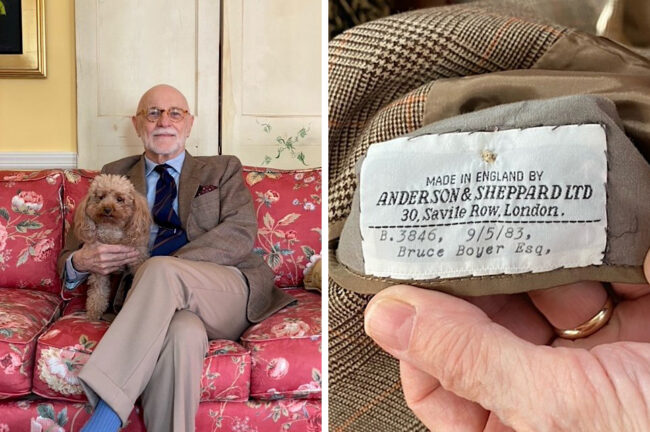 MADE IN ENGLAND BY
ANDERSON & SHEPPARD LTD
30, Savile Row, London.
B.3846, 9/5/83,
Bruce Boyer Esq,